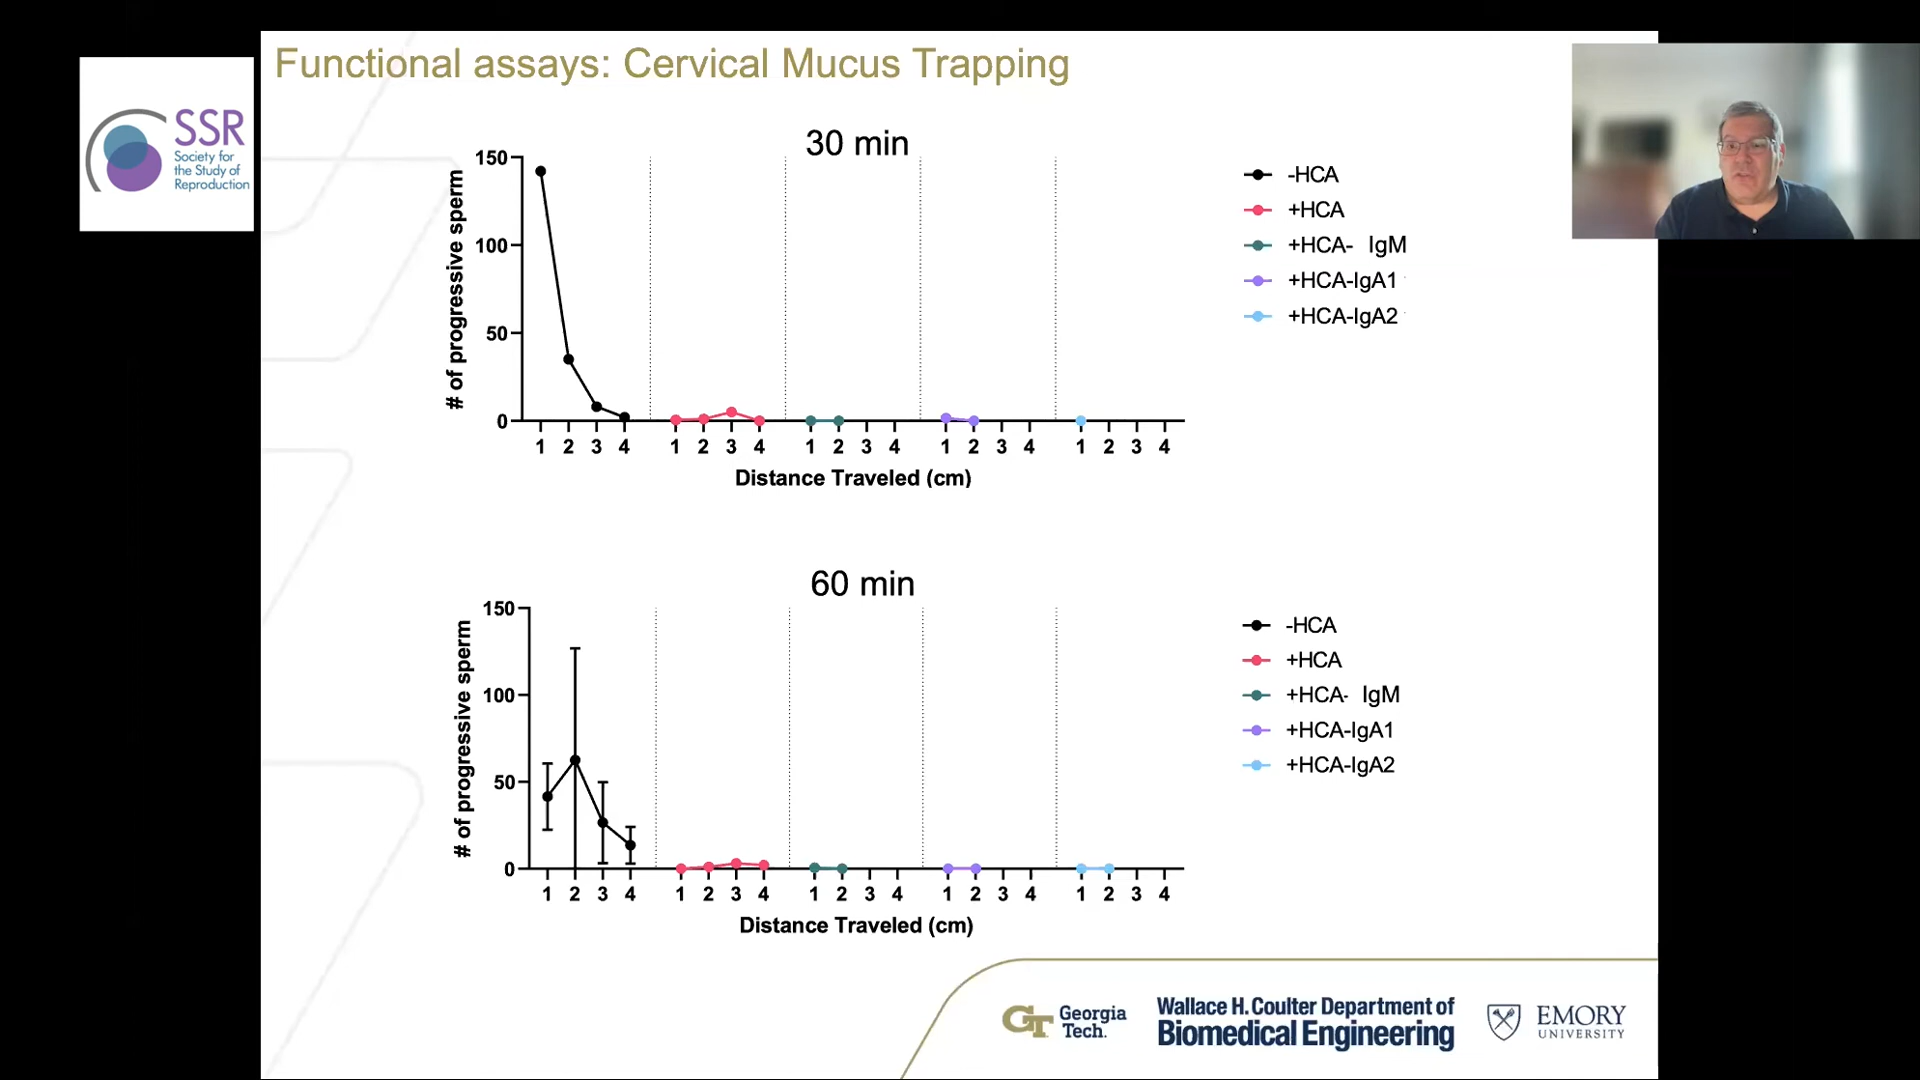 Functional assays: Cervical Mucus Trapping
SSR
Society for
the Study of
Reproduction
30 min
# of progressive sperm
150
100
50
0
1 2 3 4 1 2 3 4 1 2 3 4 1 2 3 4 1 2 3 4
Distance Traveled (cm)
-HCA
+HCA
+HCA- IgM
+HCA-IgA1
+HCA-IgA2
60 min
# of progressive sperm
150
100
50
0
1 2 3 4 1 2 3 4 1 2 3 4 1 2 3 4 1 2 3 4
Distance Traveled (cm)
-HCA
+HCA
+HCA- IgM
+HCA-IgA1
+HCA-IgA2
GT Georgia
Tech.
Wallace H. Coulter Department of
Biomedical Engineering
EMORY
UNIVERSITY